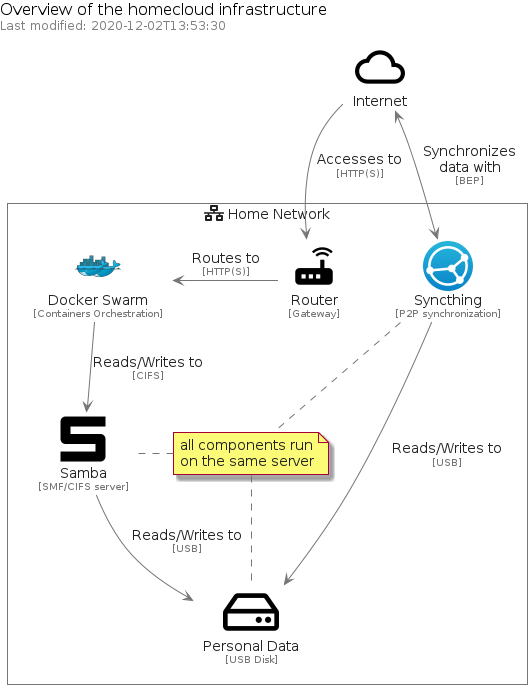 Overview of the homecloud infrastructure
Last modified: 2020-12-02T13:53:30
Internet
Accesses to
[HTTP(S)]
Synchronizes
data with
[BEP]
Home Network
Routes to
[HTTP(S)]
Docker Swarm
[Containers Orchestration]
Router
[Gateway]
Syncthing
[P2P synchronization]
Reads/Writes to
[CIFS]
all components run
on the same server
Reads/Writes to
[USB]
S
Samba
[SMF/CIFS server]
Reads/Writes to
[USB]
Personal Data
[USB Disk]